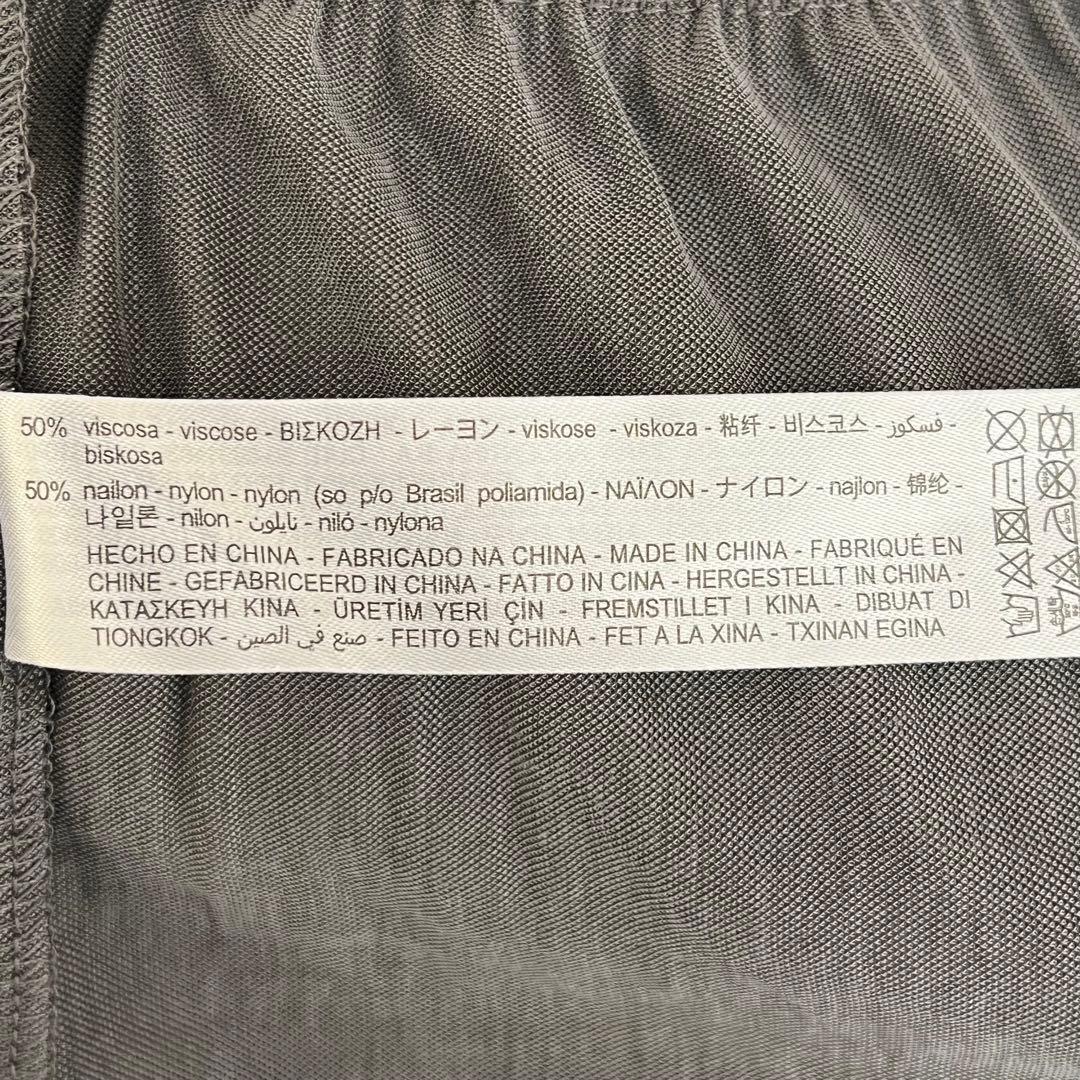 50% viscosa - viscose - ΒΙΣΚΟΖΗ - レーヨン - viskose - viskoza - 粘纤 - 비스코스 - فسكوز -
biskosa
50% nailon - nylon - nylon (so p/o Brasil poliamida) - ΝΑΪΛΟΝ - ナイロン - najlon - 锦纶 -
나일론 - nilon - نايلون - niló - nylona
HECHO EN CHINA - FABRICADO NA CHINA - MADE IN CHINA - FABRIQUÉ EN
CHINE - GEFABRICEERD IN CHINA - FATTO IN CINA - HERGESTELLT IN CHINA -
ΚΑΤΑΣΚΕΥΗ ΚΙΝΑ - ÜRETİM YERİ ÇİN - FREMSTILLET I KINA - DIBUAT DI
TIONGKOK - صنع في الصين - FEITO EN CHINA - FET A LA XINA - TXINAN EGINA